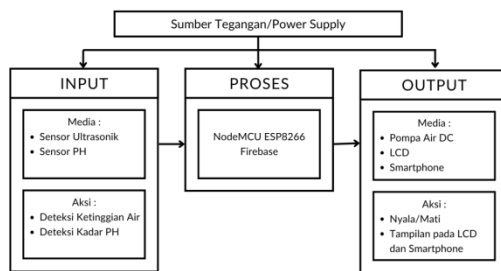 Sumber Tegangan/Power Supply
INPUT
Media :
• Sensor Ultrasonik
• Sensor PH
Aksi :
• Deteksi Ketinggian Air
• Deteksi Kadar PH
PROSES
NodeMCU ESP8266
Firebase
OUTPUT
Media :
• Pompa Air DC
• LCD
• Smartphone
Aksi :
• Nyala/Mati
• Tampilan pada LCD
dan Smartphone